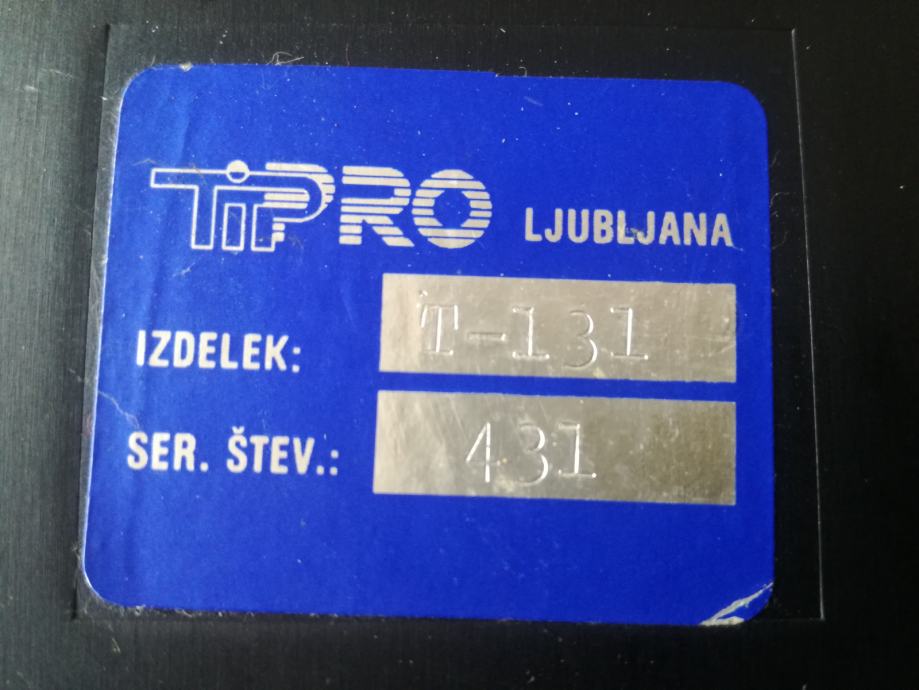 TIPRO LJUBLJANA
IZDELEK: T-131
SER. ŠTEV.: 431